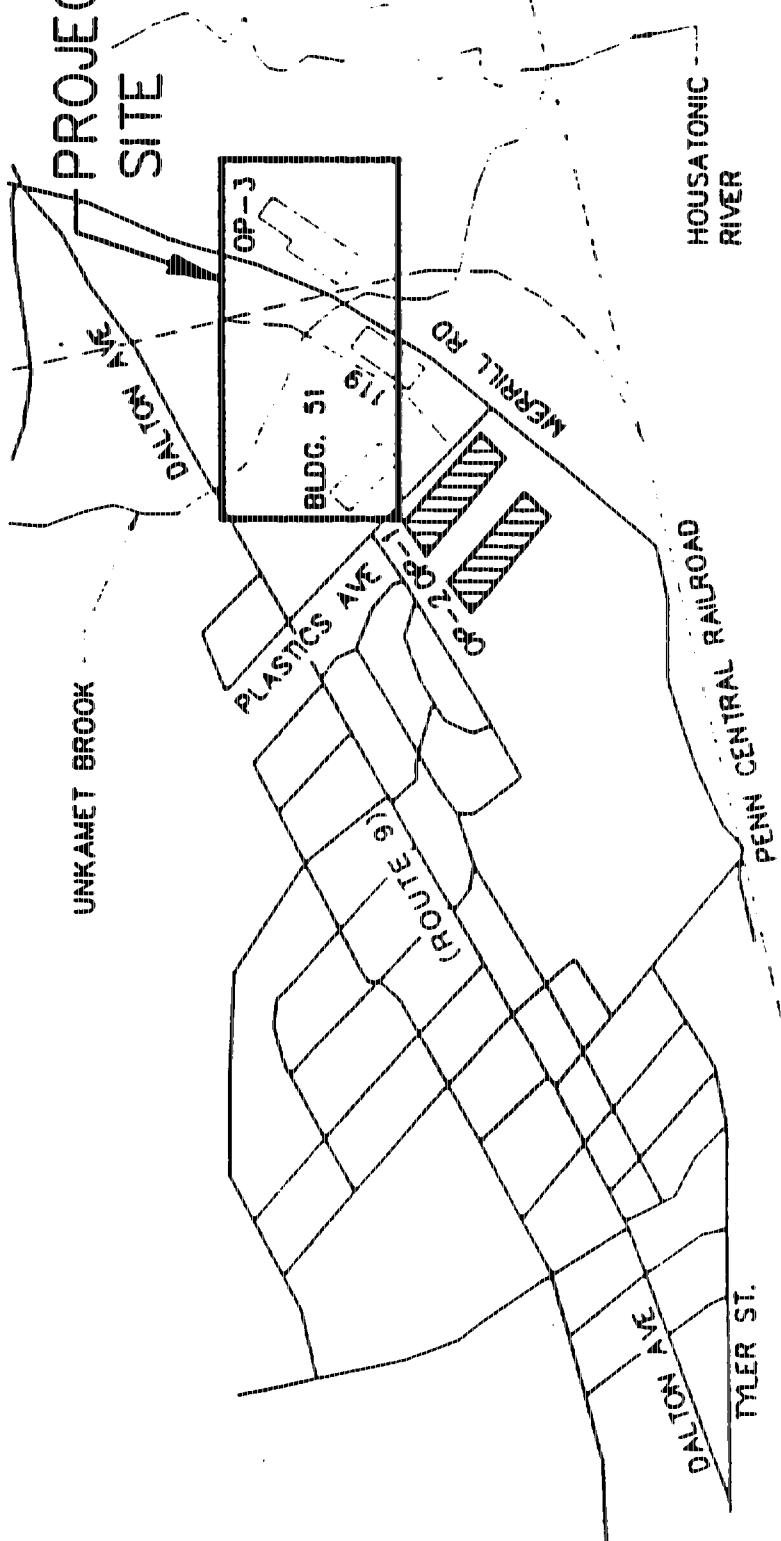 PROJEC
SITE
OP-3
DALTON AVE
BLDG. 51
119
MERRILL RD
HOUSATONIC
RIVER
UNKAMET BROOK
PLASTICS AVE
OP-1
OP-2
(ROUTE 9)
PENN CENTRAL RAILROAD
DALTON AVE
TYLER ST.